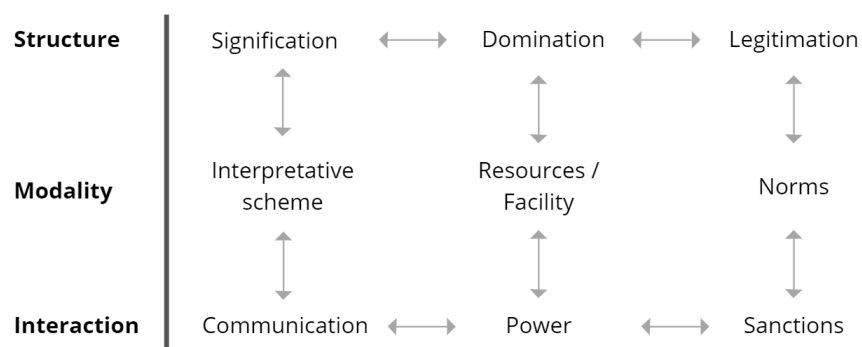 Structure Signification Domination Legitimation
Modality Interpretative scheme Resources / Facility Norms
Interaction Communication Power Sanctions